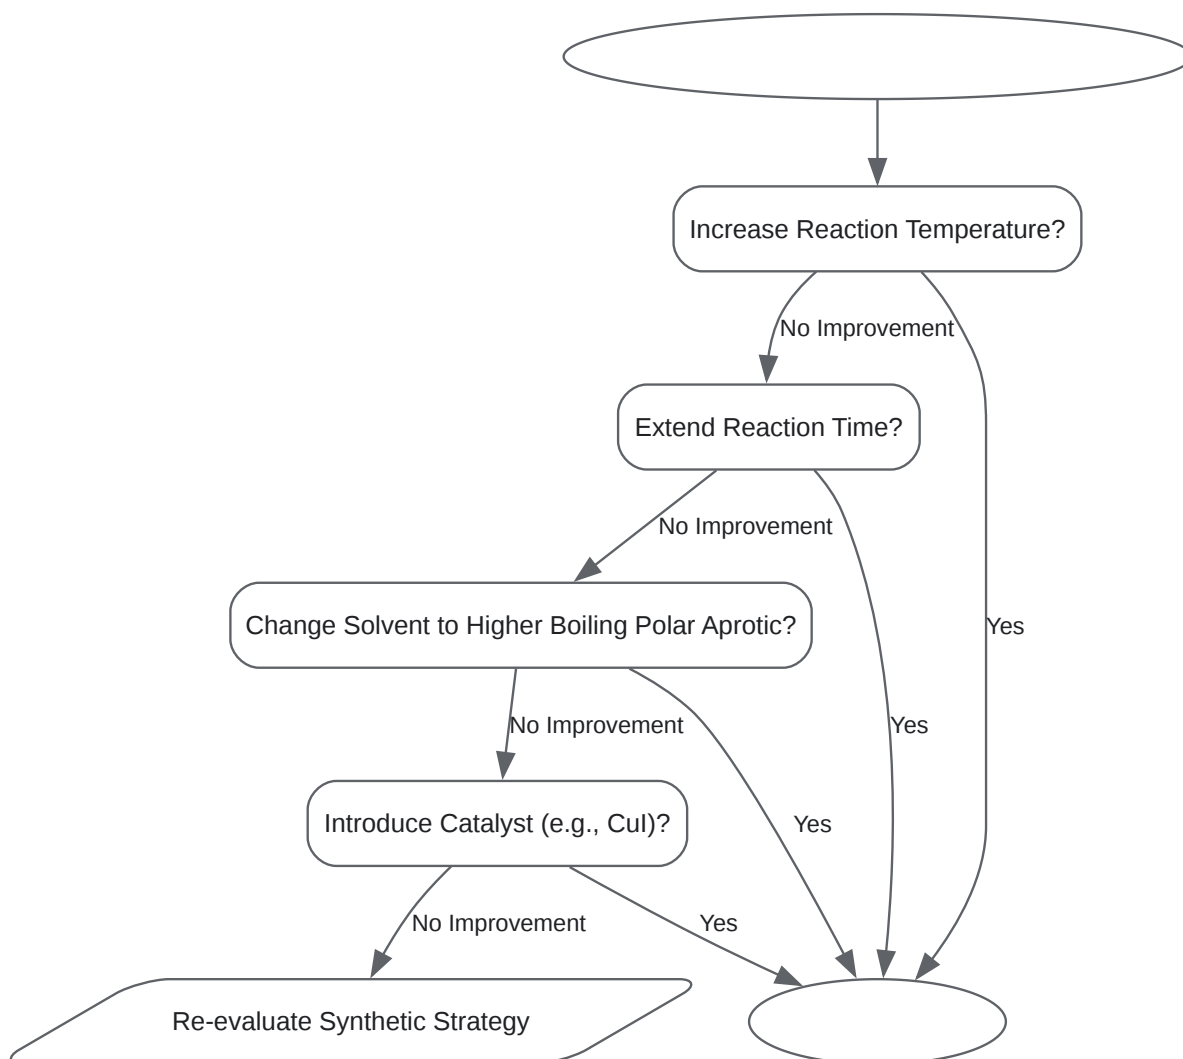 Increase Reaction Temperature?
No Improvement
Extend Reaction Time?
No Improvement
Change Solvent to Higher Boiling Polar Aprotic?
Yes
No Improvement
Yes
Introduce Catalyst (e.g., CuI)?
Yes
No Improvement
Yes
Re-evaluate Synthetic Strategy